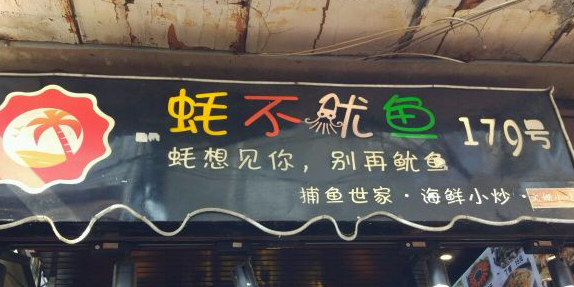 蚝不鱿鱼 179号
蚝想见你，别再鱿鱼
捕鱼世家·海鲜小炒·